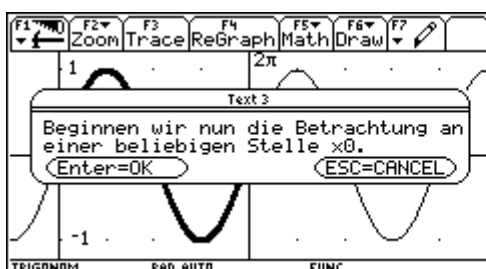 F1 F2 F3 F4 F5 F6 F7
Zoom Trace ReGraph Math Draw
1 2π
Text 3
Beginnen wir nun die Betrachtung an
einer beliebigen Stelle x0.
Enter=OK ESC=CANCEL
-1
TRIGONOM RAD AUTO FUNC